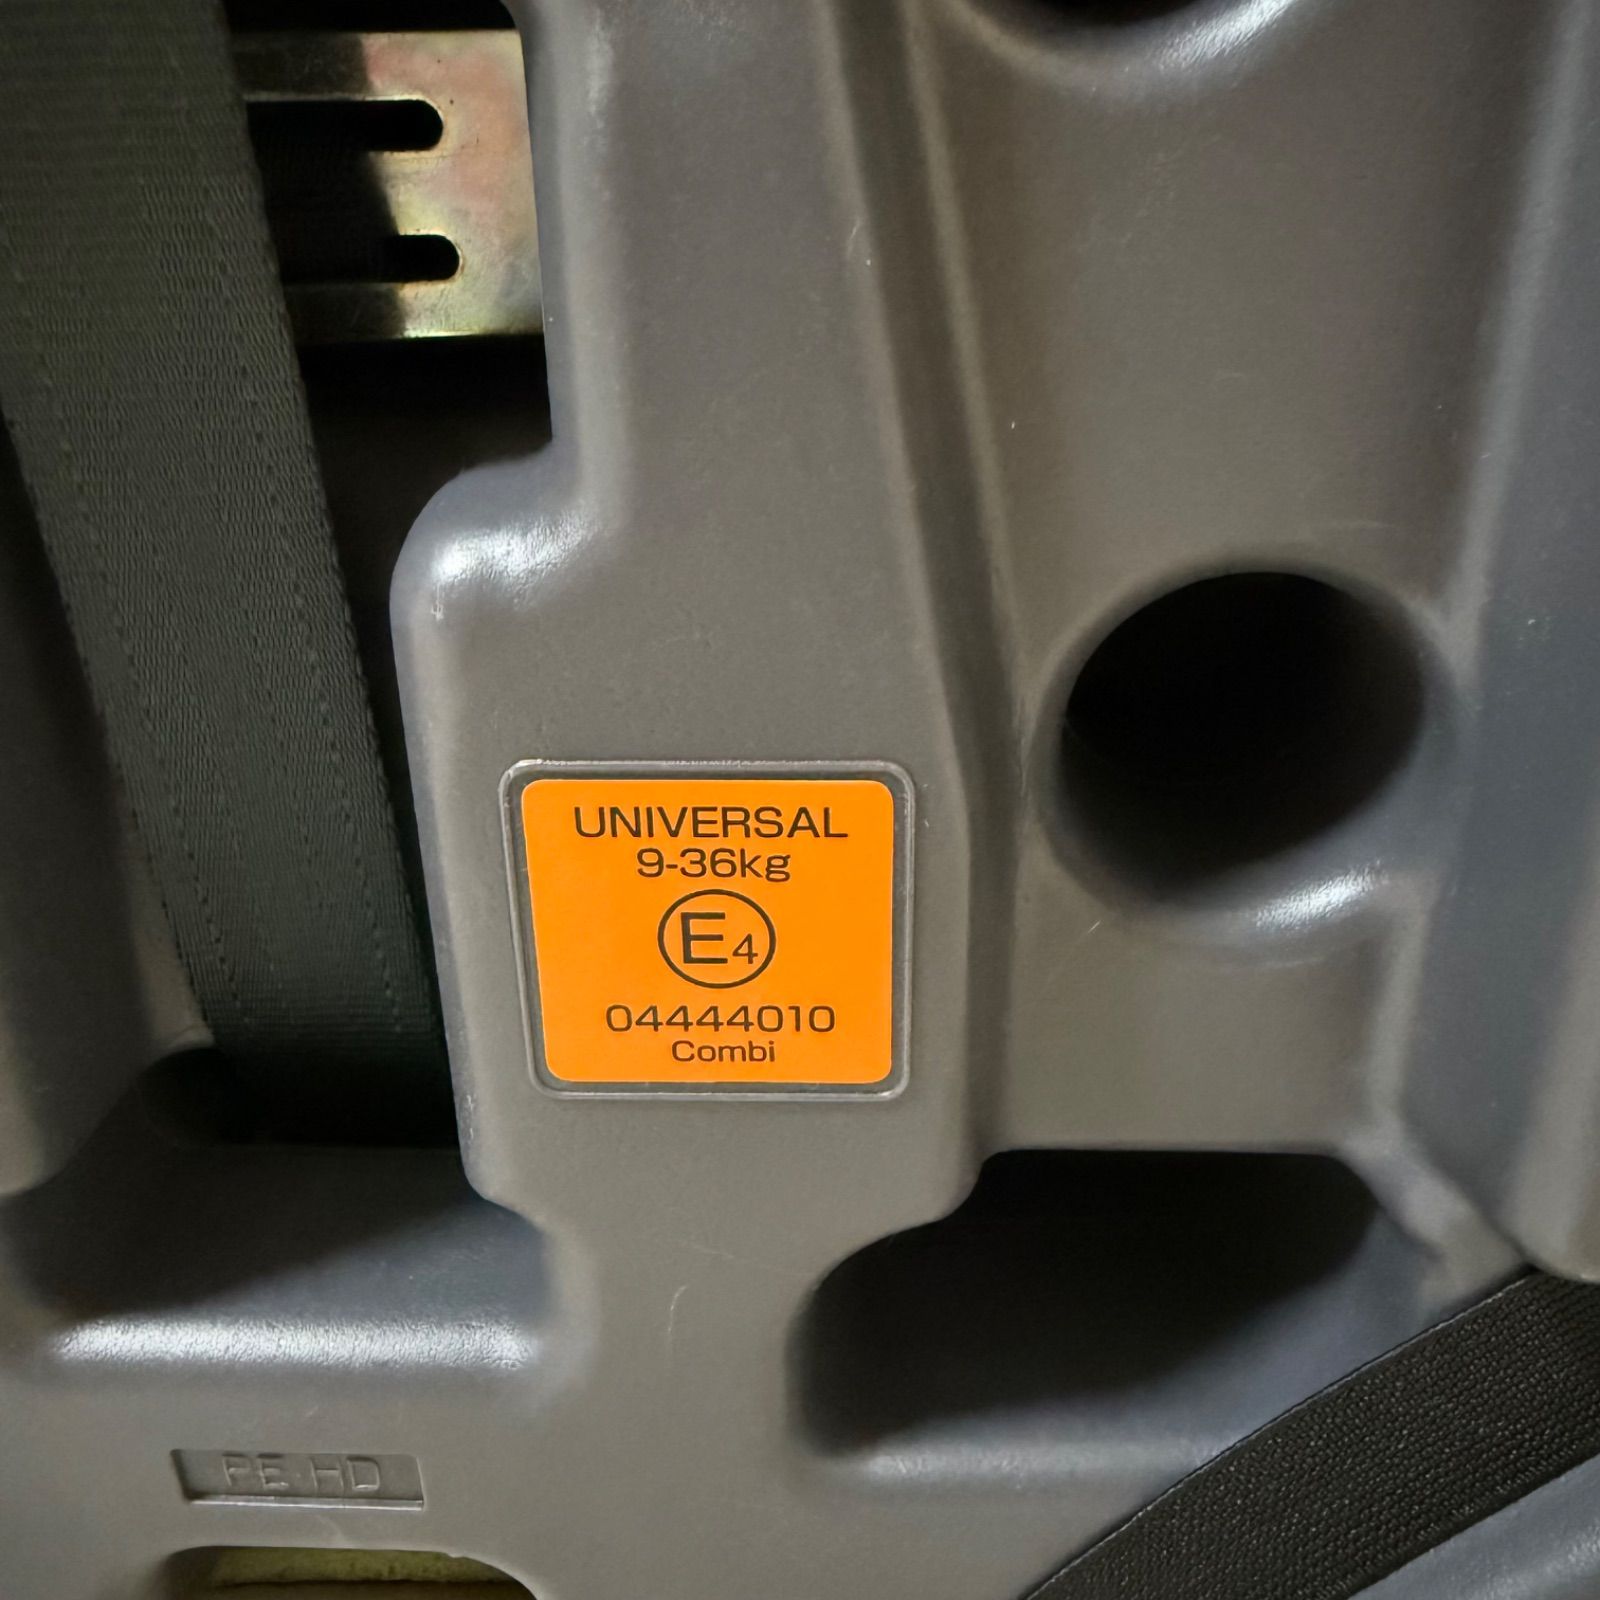 UNIVERSAL
9-36kg
E4
04444010
Combi
PE-HD